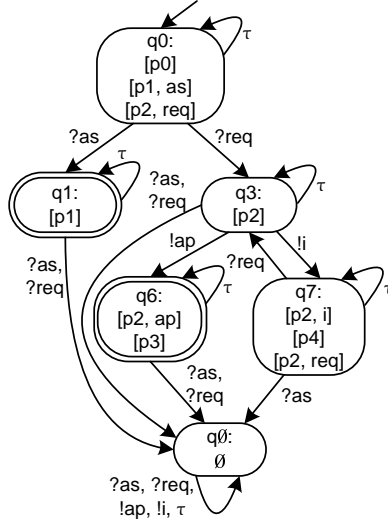 q0:
[p0]
[p1, as]
[p2, req]
τ
?as
?req
q1:
[p1]
τ
?as,
?req
q3:
[p2]
τ
?as,
?req
!ap
!i
?req
q6:
[p2, ap]
[p3]
τ
q7:
[p2, i]
[p4]
[p2, req]
τ
?as,
?req
?as
qØ:
Ø
?as, ?req,
!ap, !i, τ